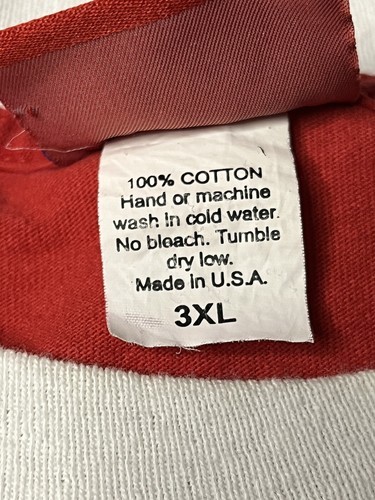 100% COTTON
Hand or machine
wash in cold water.
No bleach. Tumble
dry low.
Made in U.S.A.
3XL